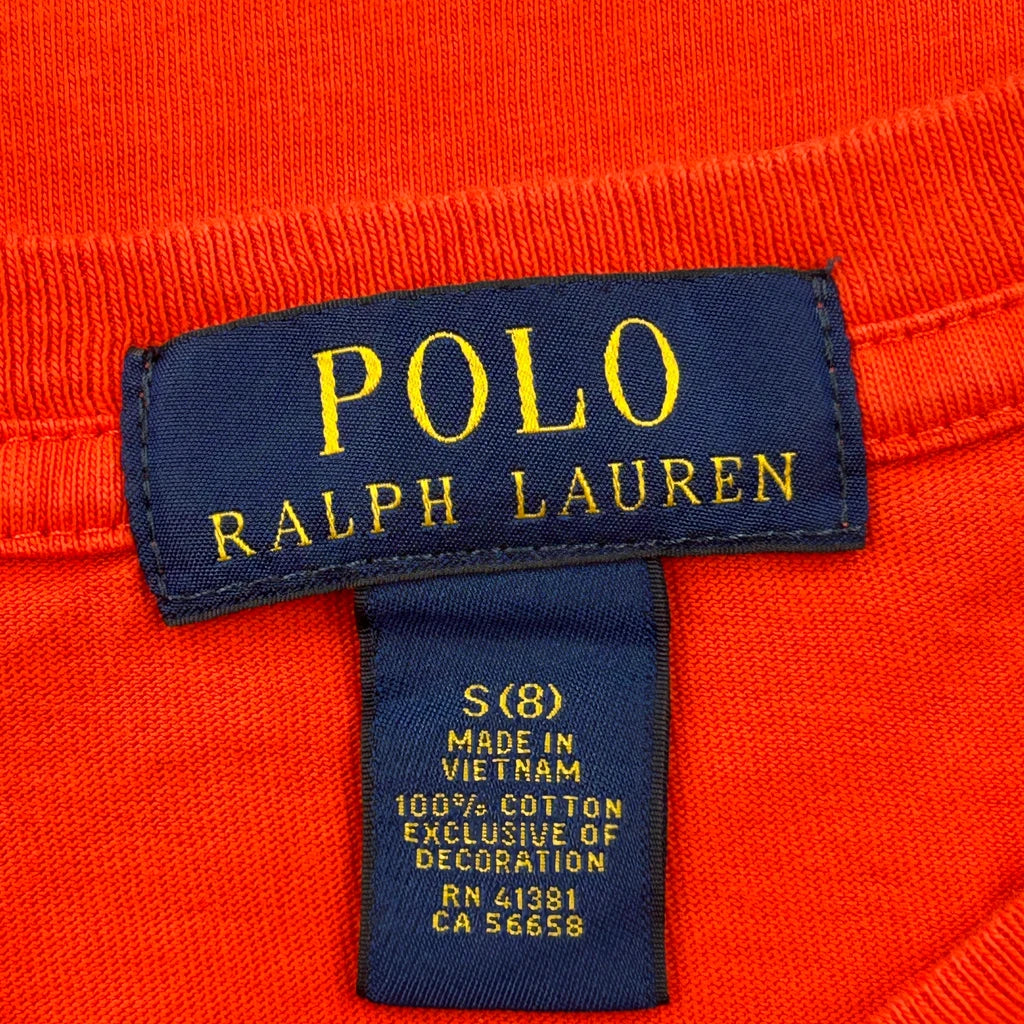 POLO
RALPH LAUREN
S(8)
MADE IN
VIETNAM
100% COTTON
EXCLUSIVE OF
DECORATION
RN 41381
CA 56658